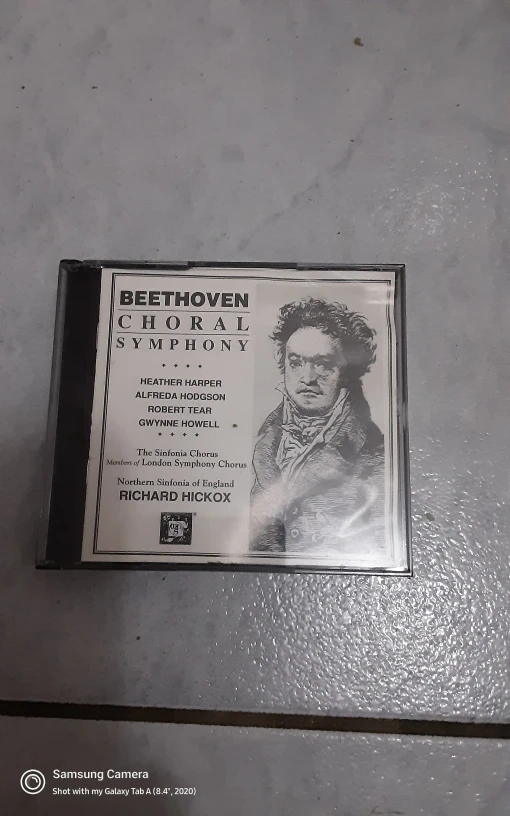 BEETHOVEN
CHORAL
SYMPHONY
HEATHER HARPER
ALFREDA HODGSON
ROBERT TEAR
GWYNNE HOWELL
The Sinfonia Chorus
Members of London Symphony Chorus
Northern Sinfonia of England
RICHARD HICKOX
Samsung Camera
Shot with my Galaxy Tab A (8.4", 2020)